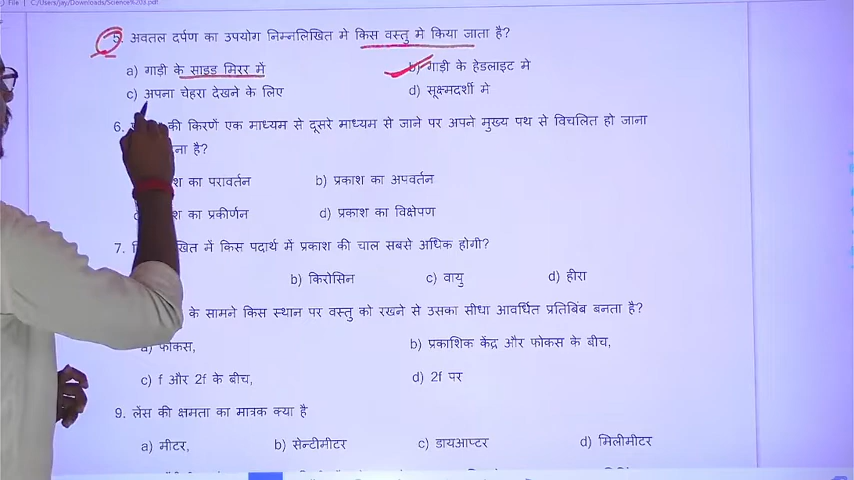 File | C:/Users/jay/Downloads/Science%203.pdf
5. अवतल दर्पण का उपयोग निम्नलिखित मे किस वस्तु मे किया जाता है?
a) गाड़ी के साइड मिरर में b) गाड़ी के हेडलाइट मे
c) अपना चेहरा देखने के लिए d) सूक्ष्मदर्शी मे
6. की किरणें एक माध्यम से दूसरे माध्यम से जाने पर अपने मुख्य पथ से विचलित हो जाना
है?
का परावर्तन b) प्रकाश का अपवर्तन
का प्रकीर्णन d) प्रकाश का विक्षेपण
7. में किस पदार्थ में प्रकाश की चाल सबसे अधिक होगी?
b) किरोसिन c) वायु d) हीरा
के सामने किस स्थान पर वस्तु को रखने से उसका सीधा आवर्धित प्रतिबिंब बनता है?
a) फोकस, b) प्रकाशिक केंद्र और फोकस के बीच,
c) f और 2f के बीच, d) 2f पर
9. लेंस की क्षमता का मात्रक क्या है
a) मीटर, b) सेन्टीमीटर c) डायआप्टर d) मिलीमीटर